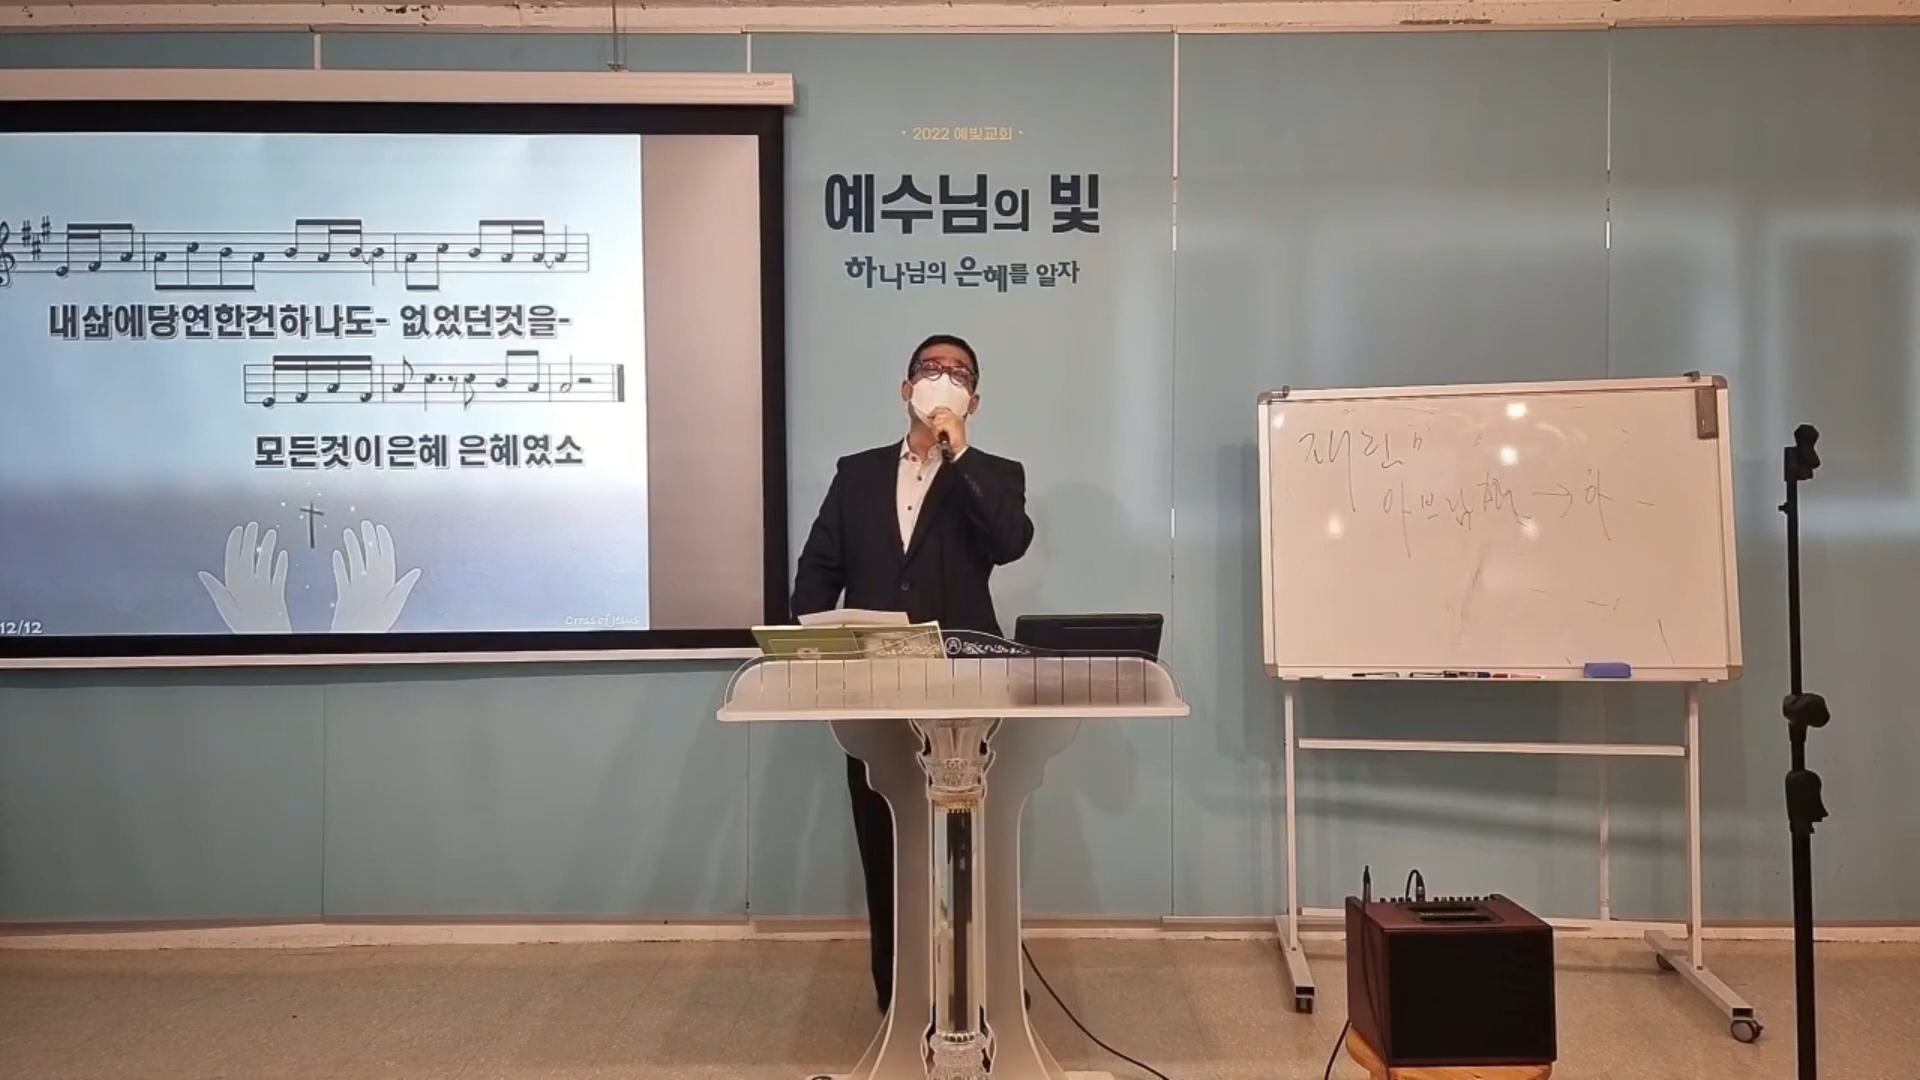 · 2022 예빛교회 ·
예수님의 빛
하나님의 은혜를 알자
내삶에당연한건하나도- 없었던것을-
모든것이은혜 은혜였소
12/12
Cross of Jesus
재린